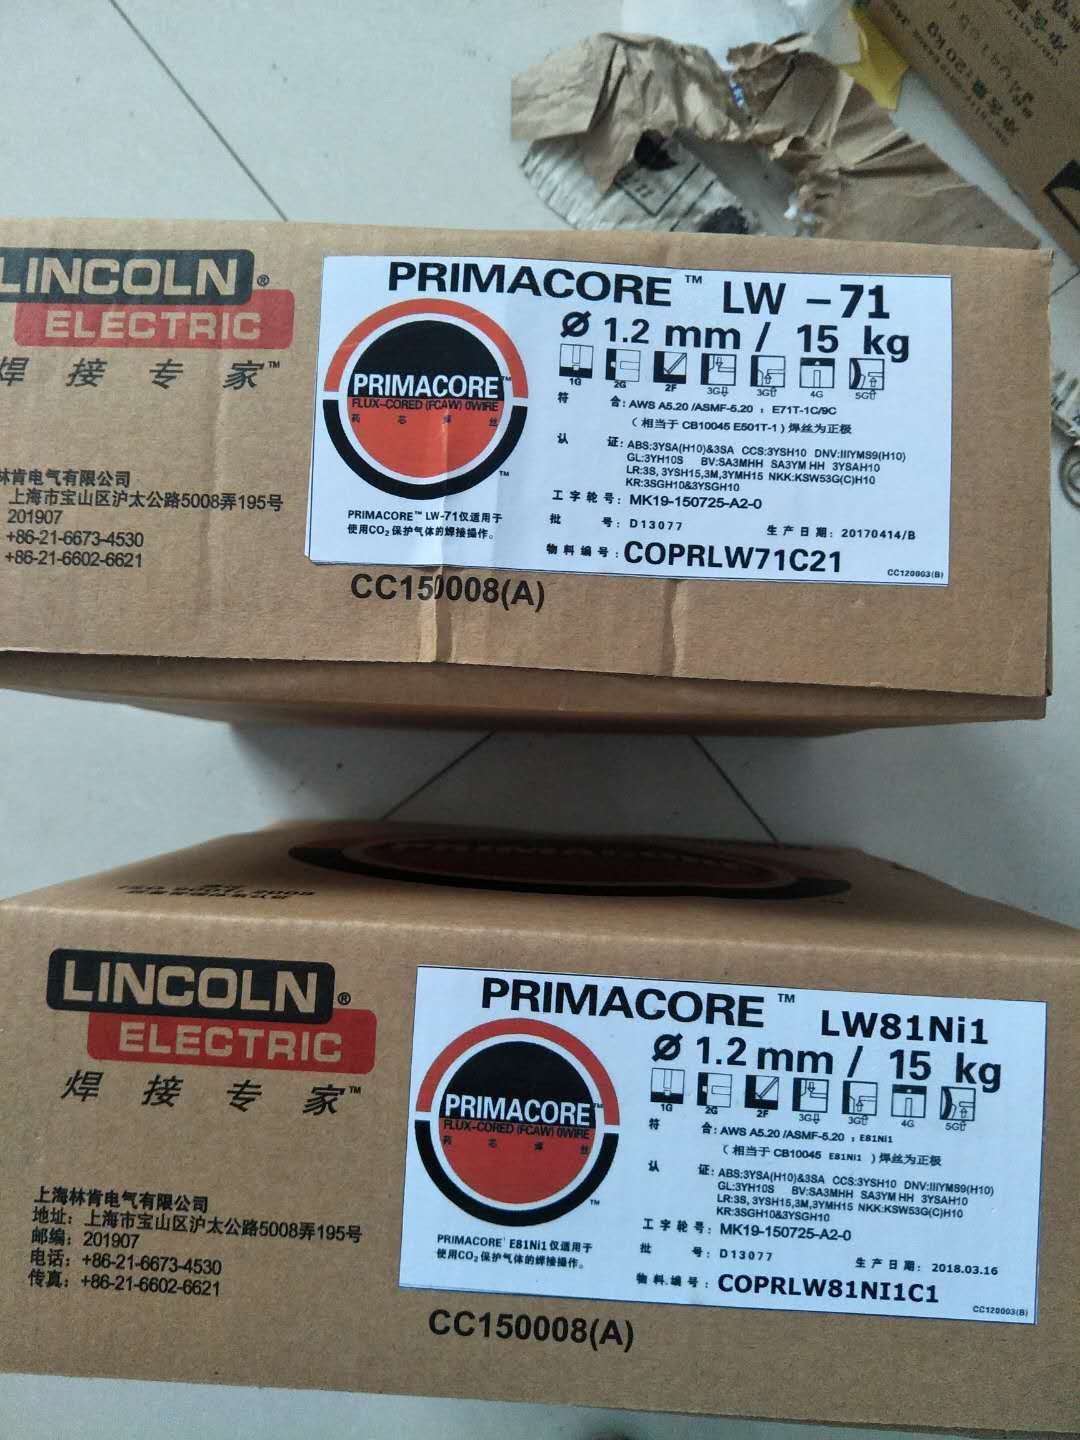 LINCOLN®
ELECTRIC
焊接专家™
林肯电气有限公司
上海市宝山区沪太公路5008弄195号
201907
+86-21-6673-4530
+86-21-6602-6621
PRIMACORE™ LW-71
Ø 1.2 mm / 15 kg
1G 2G 2F 3G⇩ 3G⇧ 4G 5G⇧
PRIMACORE™
FLUX-CORED (FCAW) 0WIRE
药芯焊丝
™
符合:AWS A5.20 /ASMF-5.20 ; E71T-1C/9C
(相当于 CB10045 E501T-1) 焊丝为正极
认证:ABS:3YSA(H10)&3SA CCS:3YSH10 DNV:IIIYMS9(H10)
GL:3YH10S BV:SA3MHH SA3YM HH 3YSAH10
LR:3S, 3YSH15,3M,3YMH15 NKK:KSW53G(C)H10
KR:3SGH10&3YSGH10
工字轮号:MK19-150725-A2-0
批号:D13077 生产日期:20170414/B
物料编号:COPRLW71C21
CC120003(B)
PRIMACORE™ LW-71仅适用于
使用CO₂保护气体的焊接操作。
CC150008(A)
PRIMACORE
LINCOLN®
ELECTRIC
焊接专家™
上海林肯电气有限公司
地址:上海市宝山区沪太公路5008弄195号
邮编:201907
电话:+86-21-6673-4530
传真:+86-21-6602-6621
PRIMACORE™ LW81Ni1
Ø 1.2 mm / 15 kg
1G 2G 2F 3G⇩ 3G⇧ 4G 5G⇧
PRIMACORE™
FLUX-CORED (FCAW) 0WIRE
药芯焊丝
™
符合:AWS A5.20 /ASMF-5.20 ; E81Ni1
(相当于 CB10045 E81Ni1 ) 焊丝为正极
认证:ABS:3YSA(H10)&3SA CCS:3YSH10 DNV:IIIYMS9(H10)
GL:3YH10S BV:SA3MHH SA3YM HH 3YSAH10
LR:3S, 3YSH15,3M,3YMH15 NKK:KSW53G(C)H10
KR:3SGH10&3YSGH10
工字轮号:MK19-150725-A2-0
批号:D13077 生产日期:2018.03.16
物料编号:COPRLW81NI1C1
CC120003(B)
PRIMACORE' E81Ni1仅适用于
使用CO₂保护气体的焊接操作。
CC150008(A)